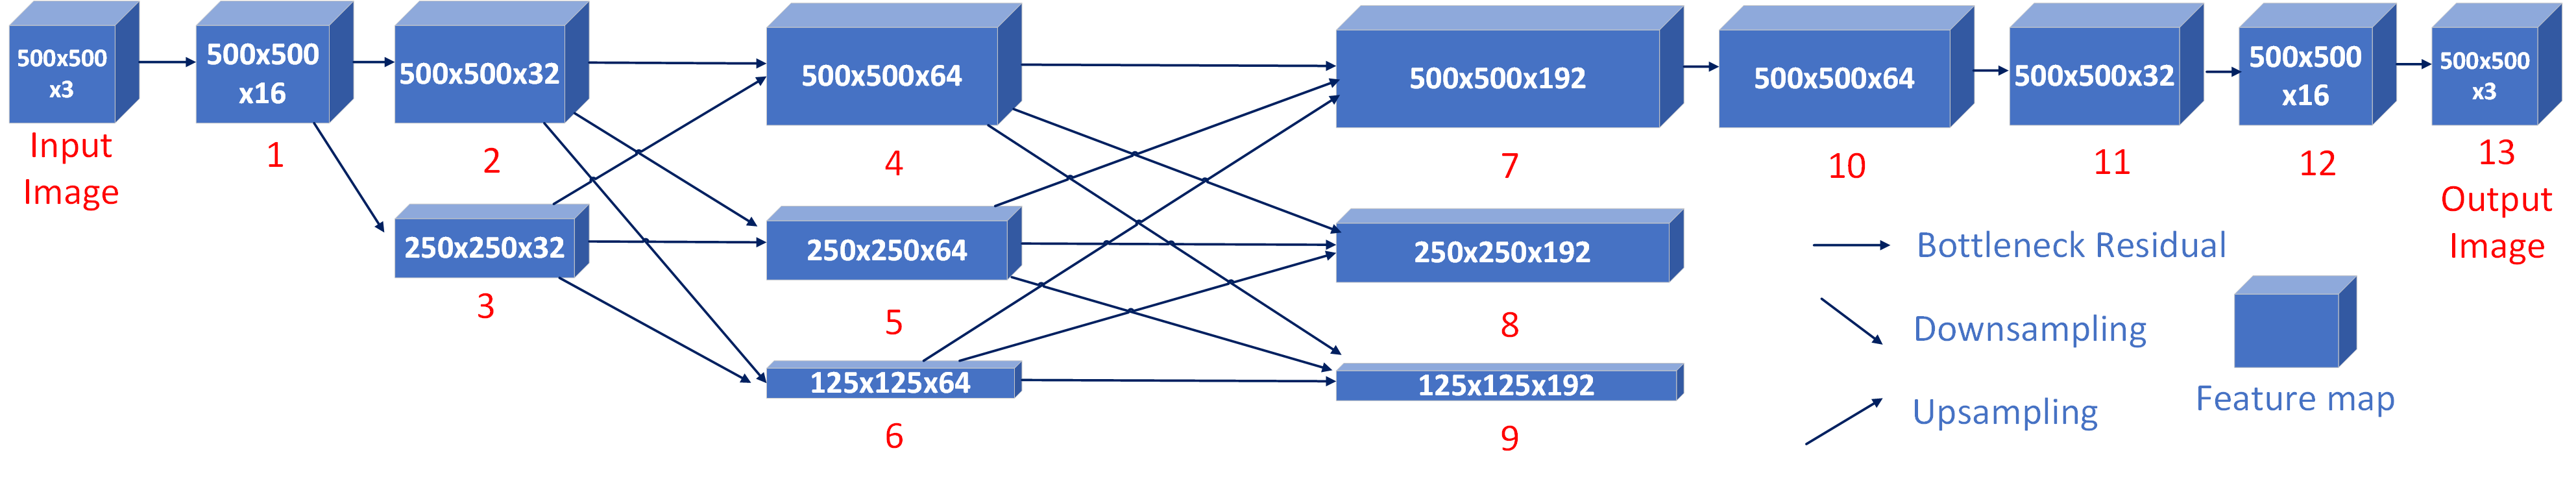 500x500
x3
Input
Image
500x500
x16
1
500x500x32
2
250x250x32
3
500x500x64
4
250x250x64
5
125x125x64
6
500x500x192
7
250x250x192
8
125x125x192
9
500x500x64
10
500x500x32
11
500x500
x16
12
500x500
x3
13
Output
Image
Bottleneck Residual
Downsampling
Upsampling
Feature map